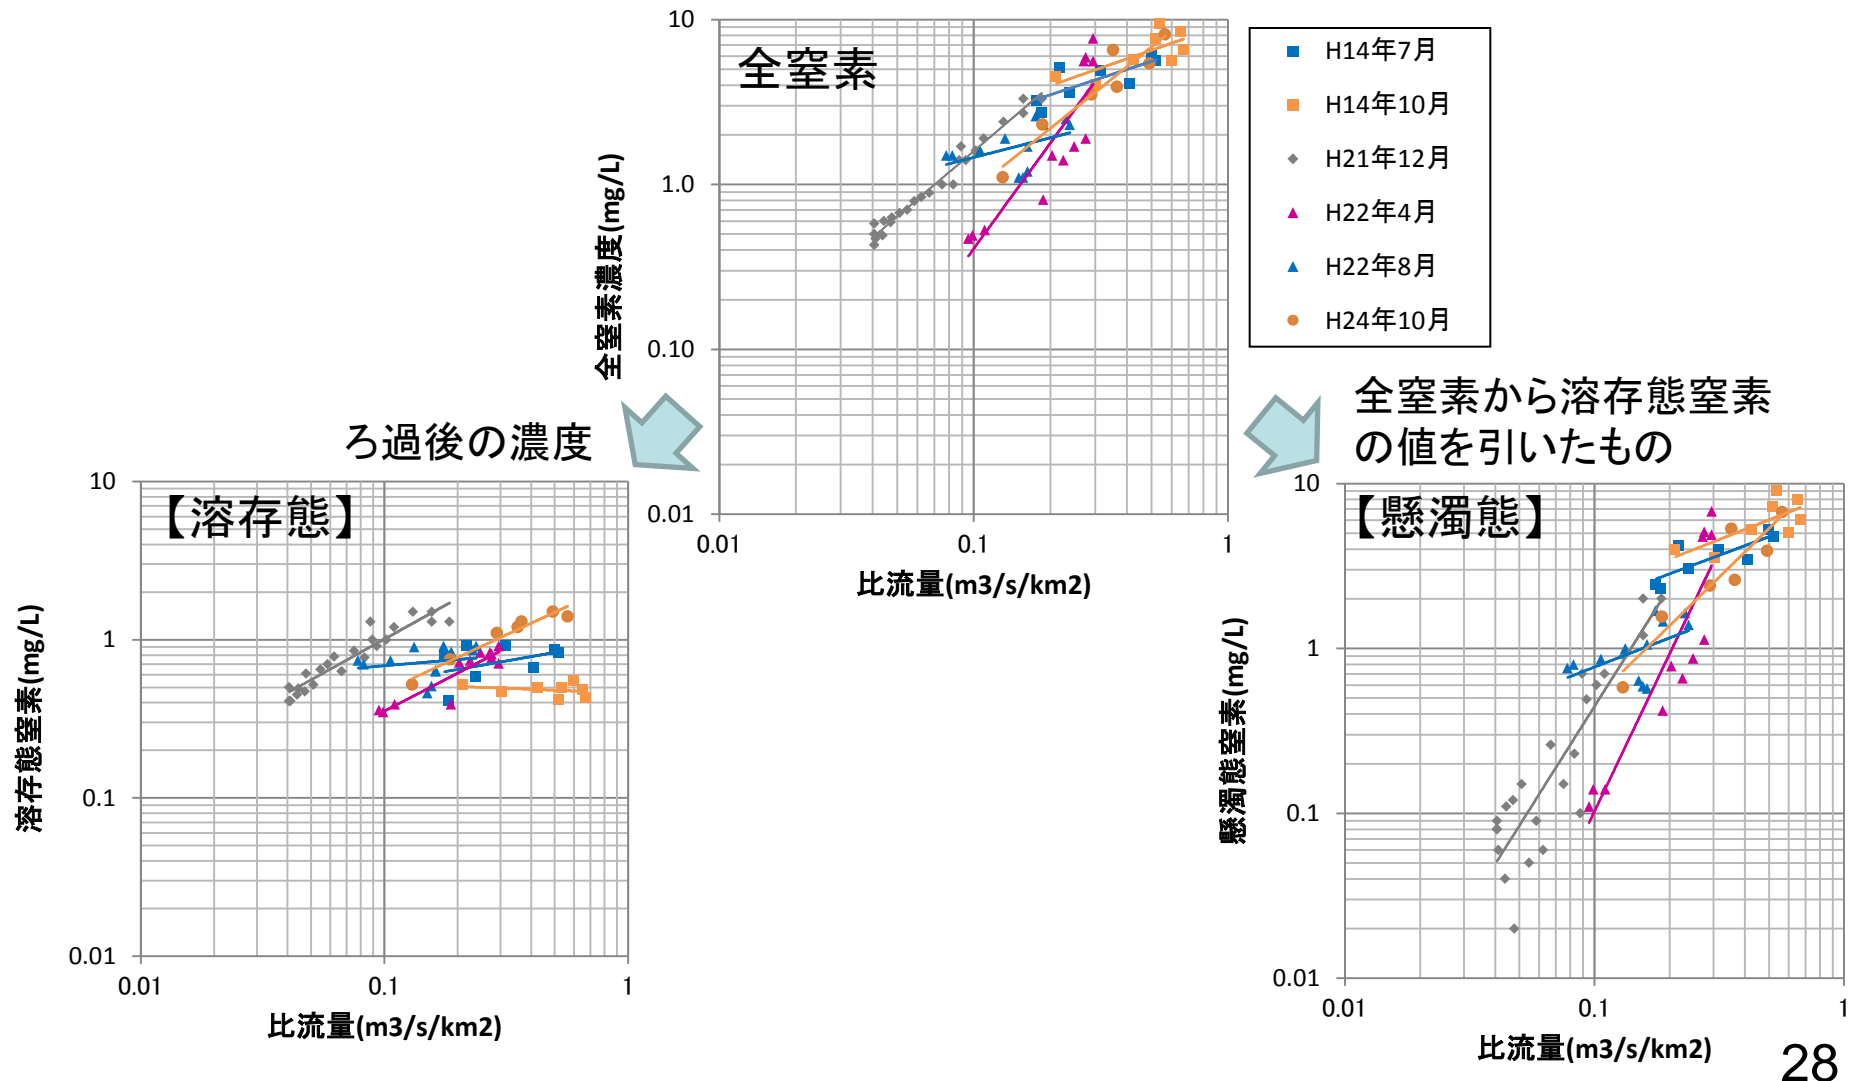 全窒素
10
1.0
0.10
0.01
0.01
0.1
1
全窒素濃度(mg/L)
比流量(m3/s/km2)
H14年7月
H14年10月
H21年12月
H22年4月
H22年8月
H24年10月
ろ過後の濃度
全窒素から溶存態窒素
の値を引いたもの
【溶存態】
10
1
0.1
0.01
0.01
0.1
1
溶存態窒素(mg/L)
比流量(m3/s/km2)
【懸濁態】
10
1
0.1
0.01
0.01
0.1
1
懸濁態窒素(mg/L)
比流量(m3/s/km2)
28